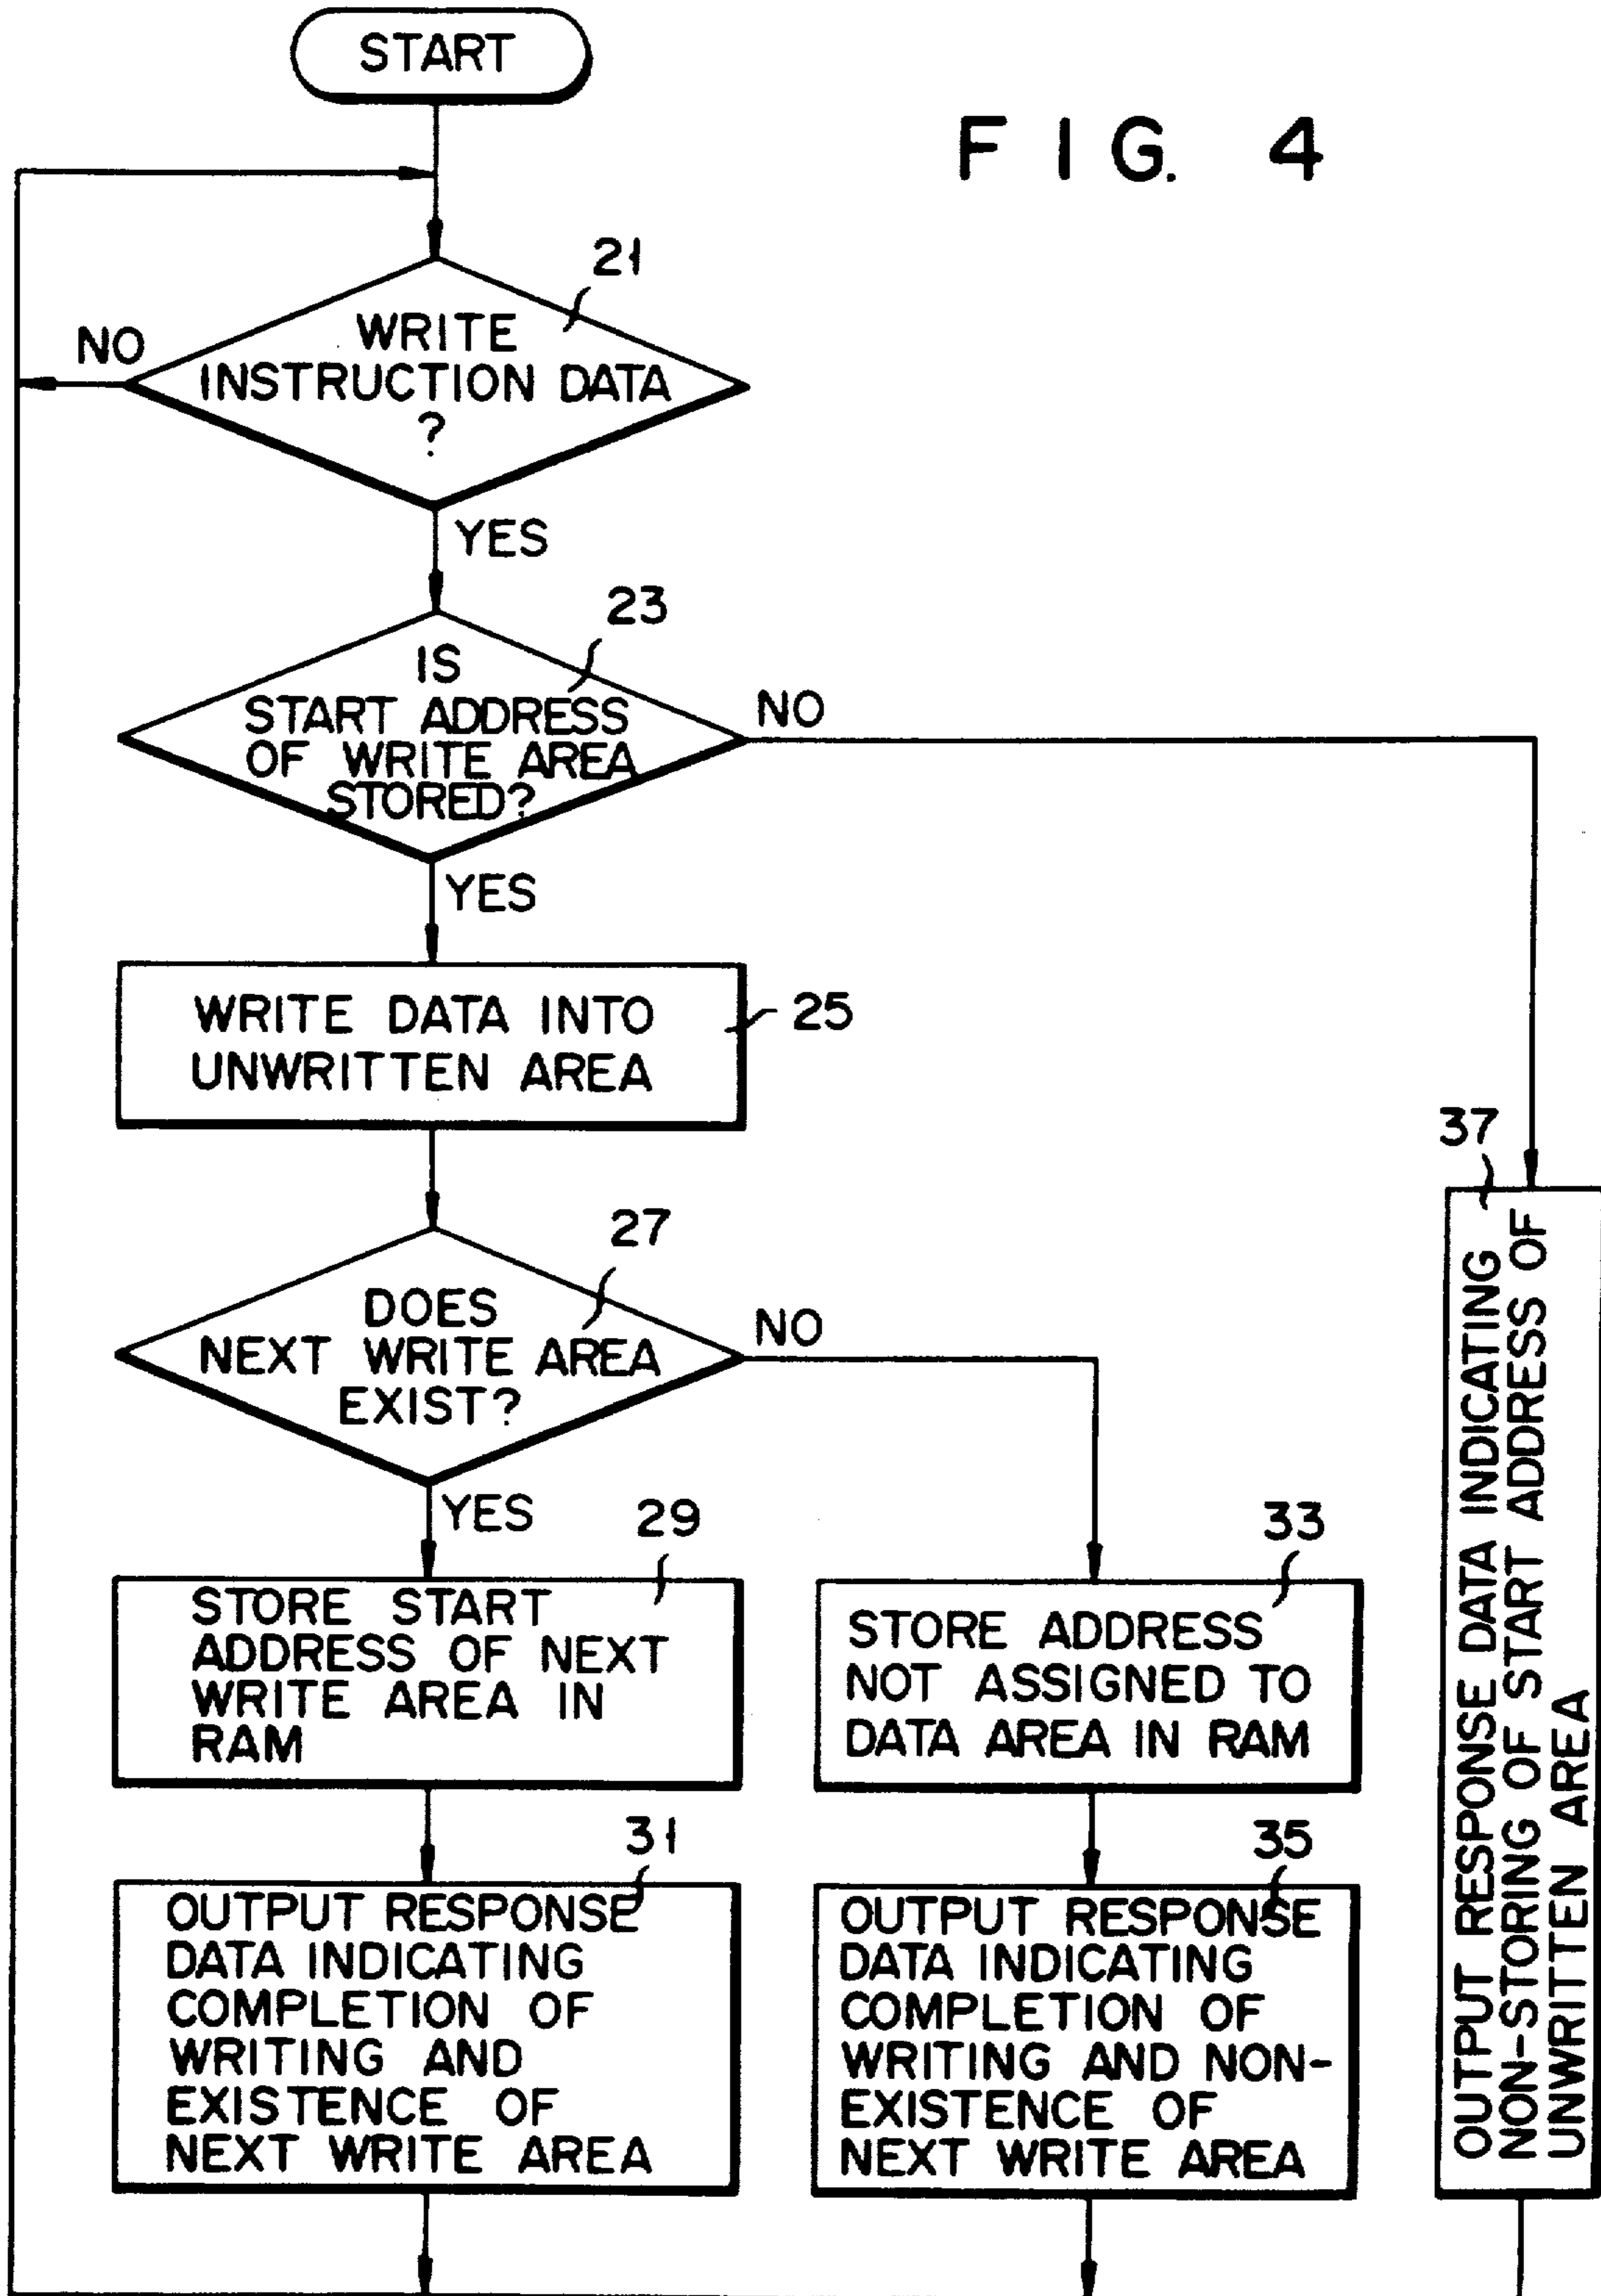 START
FIG. 4
21
WRITE
INSTRUCTION DATA
?
NO
YES
23
IS
START ADDRESS
OF WRITE AREA
STORED?
NO
YES
WRITE DATA INTO
UNWRITTEN AREA
25
27
DOES
NEXT WRITE AREA
EXIST?
NO
YES
29
STORE START
ADDRESS OF NEXT
WRITE AREA IN
RAM
33
STORE ADDRESS
NOT ASSIGNED TO
DATA AREA IN RAM
31
OUTPUT RESPONSE
DATA INDICATING
COMPLETION OF
WRITING AND
EXISTENCE OF
NEXT WRITE AREA
35
OUTPUT RESPONSE
DATA INDICATING
COMPLETION OF
WRITING AND NON-
EXISTENCE OF
NEXT WRITE AREA
37
OUTPUT RESPONSE DATA INDICATING
NON-STORING OF START ADDRESS OF
UNWRITTEN AREA